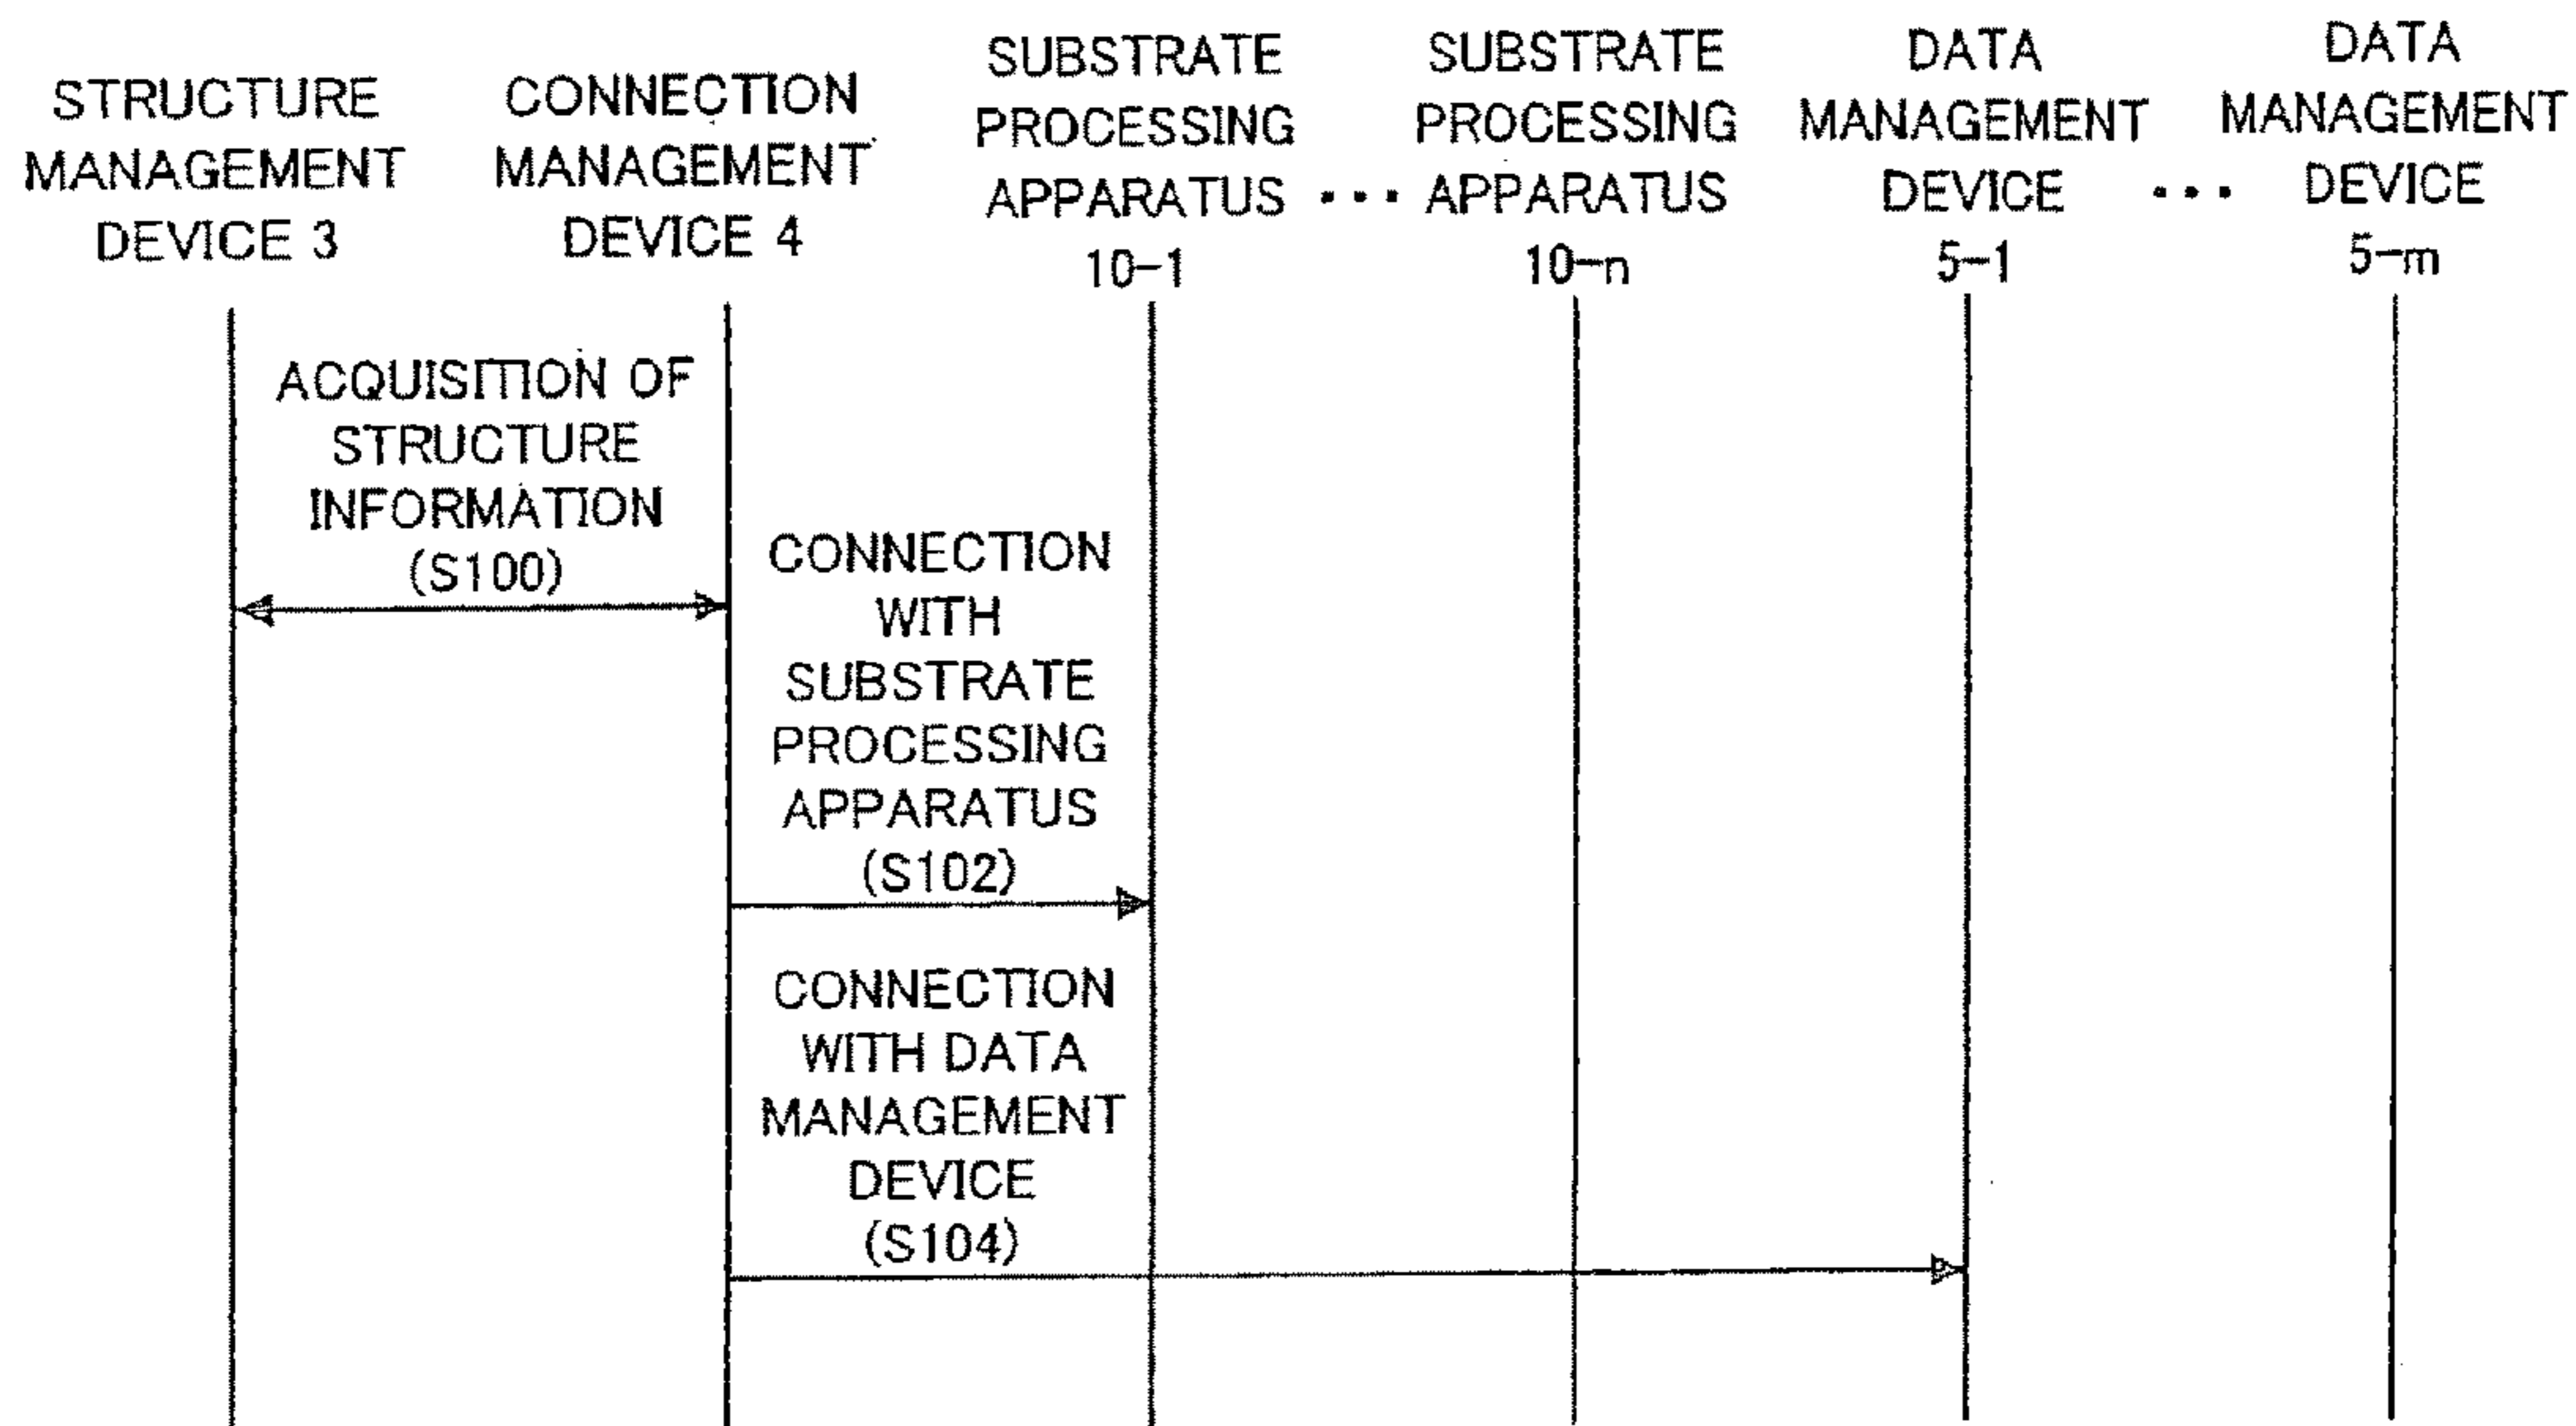 STRUCTURE
MANAGEMENT
DEVICE 3
CONNECTION
MANAGEMENT
DEVICE 4
SUBSTRATE
PROCESSING
APPARATUS
10-1
...
SUBSTRATE
PROCESSING
APPARATUS
10-n
DATA
MANAGEMENT
DEVICE
5-1
...
DATA
MANAGEMENT
DEVICE
5-m
ACQUISITION OF
STRUCTURE
INFORMATION
(S100)
CONNECTION
WITH
SUBSTRATE
PROCESSING
APPARATUS
(S102)
CONNECTION
WITH DATA
MANAGEMENT
DEVICE
(S104)